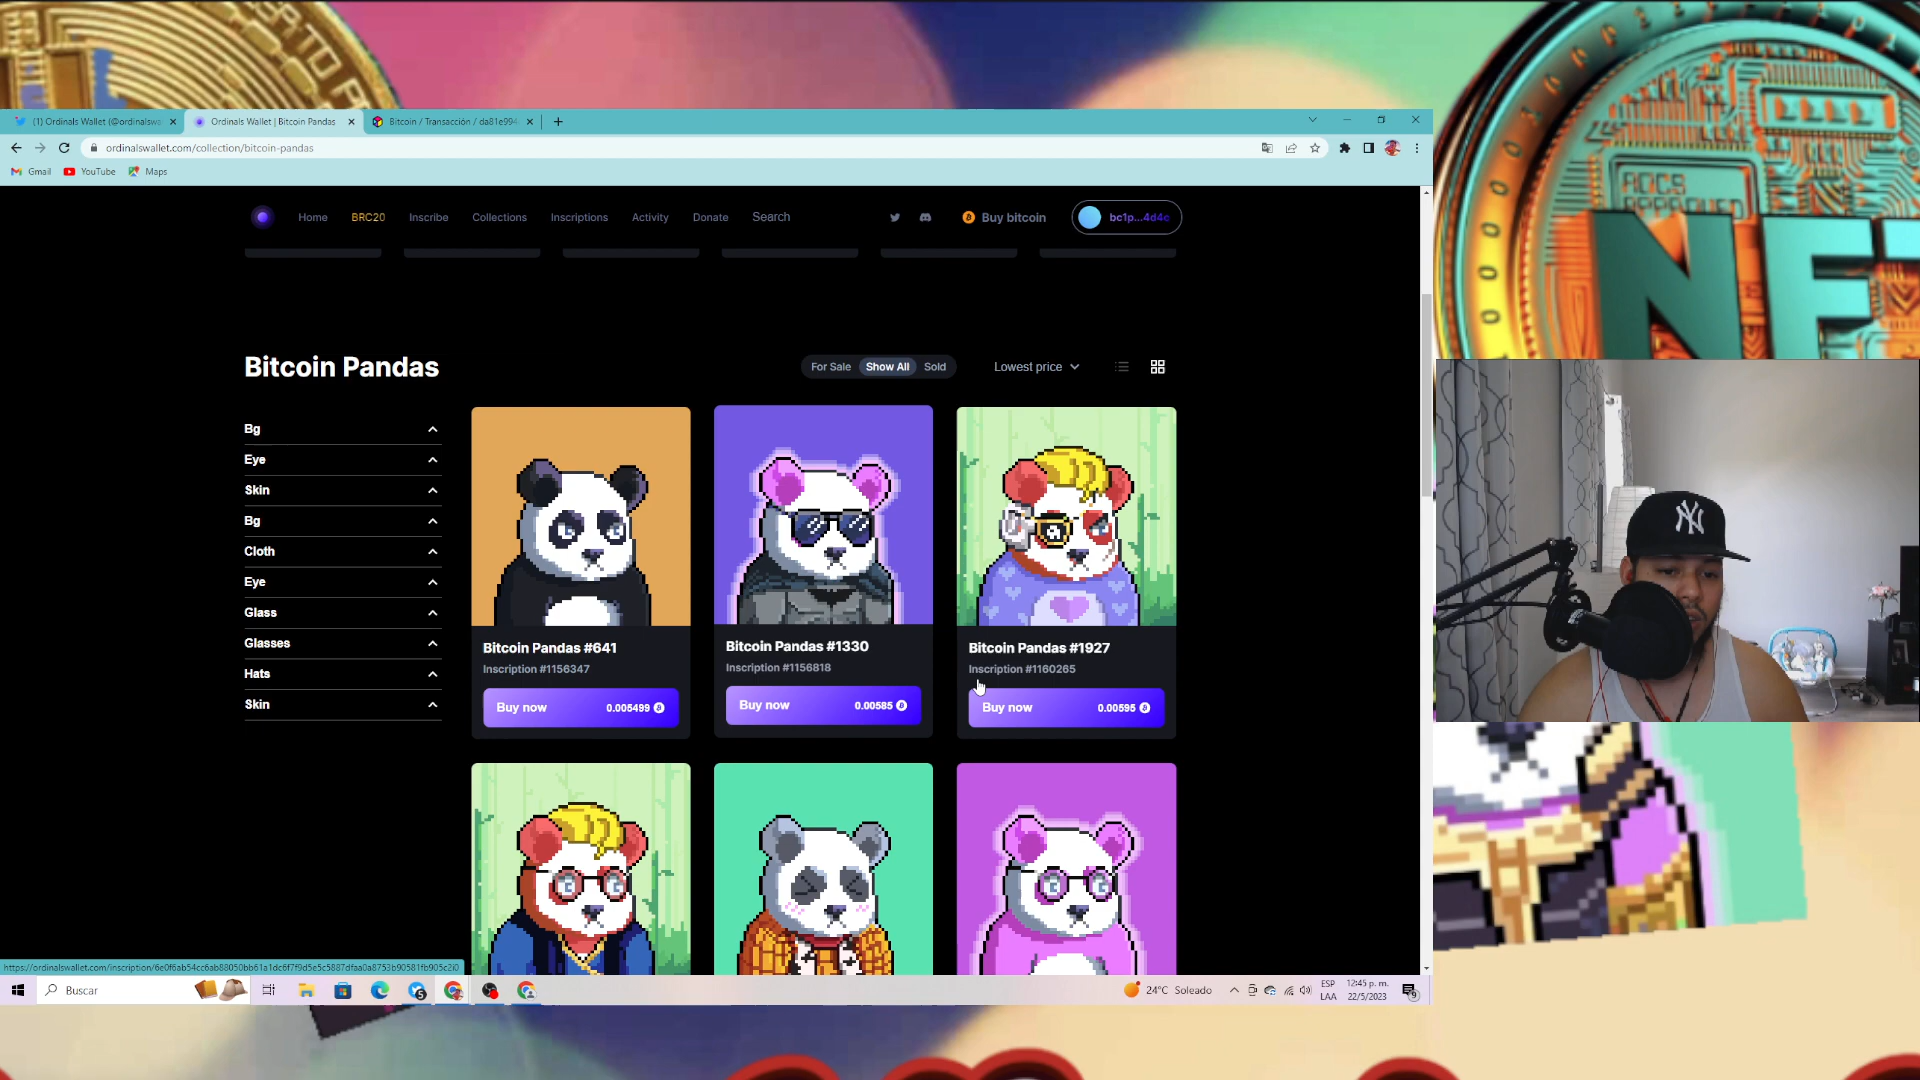 (1) Ordinals Wallet (@ordinalswa
Ordinals Wallet | Bitcoin Pandas
Bitcoin / Transacción / da81e994
ordinalswallet.com/collection/bitcoin-pandas
Gmail
YouTube
Maps
Home
BRC20
Inscribe
Collections
Inscriptions
Activity
Donate
Search
Buy bitcoin
bc1p...4d4c
Bitcoin Pandas
For Sale
Show All
Sold
Lowest price
Bg
Eye
Skin
Bg
Cloth
Eye
Glass
Glasses
Hats
Skin
Bitcoin Pandas #641
Inscription #1156347
Buy now 0.005499
Bitcoin Pandas #1330
Inscription #1156818
Buy now 0.00585
Bitcoin Pandas #1927
Inscription #1160265
Buy now 0.00595
Buscar
24°C Soleado
ESP
LAA
12:45 p. m.
22/5/2023
NFT
NY